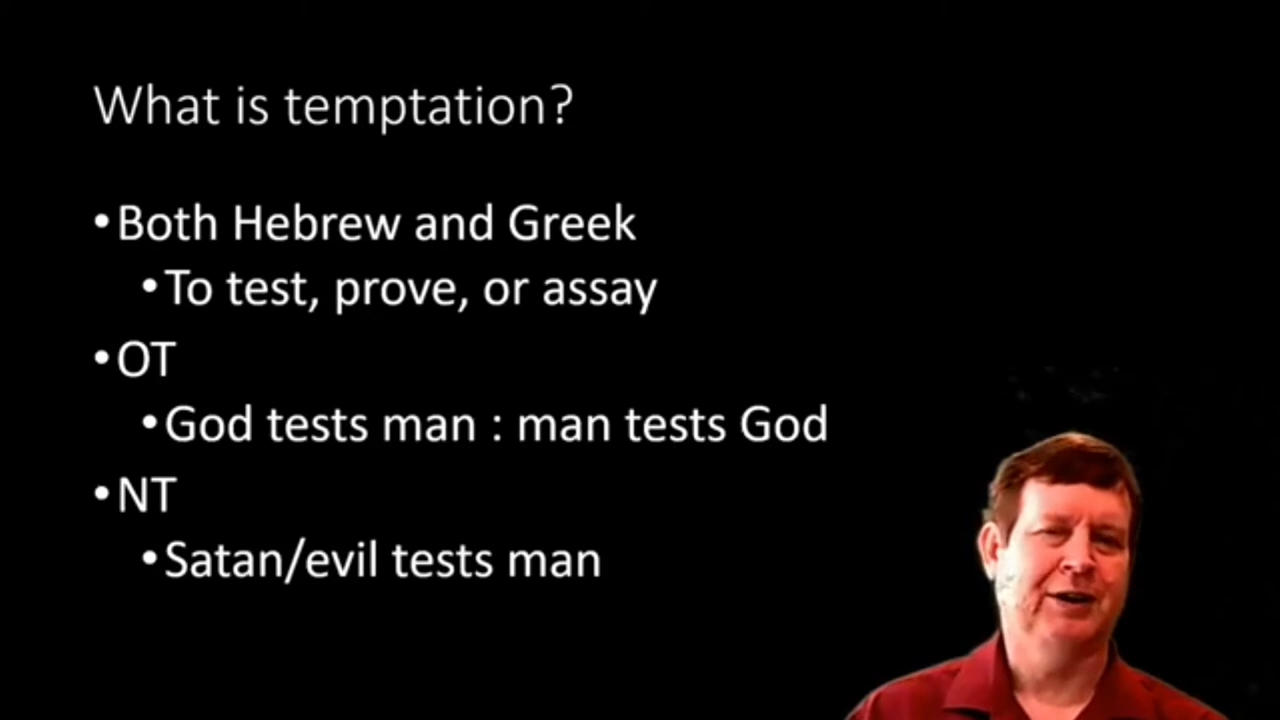 What is temptation?
•Both Hebrew and Greek
•To test, prove, or assay
•OT
•God tests man : man tests God
•NT
•Satan/evil tests man